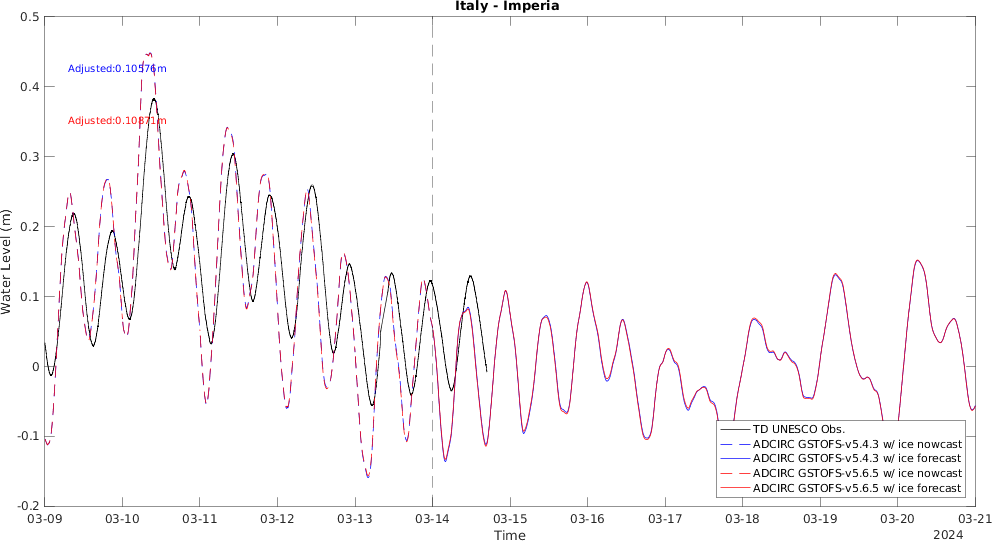 Italy - Imperia
0.5
0.4
0.3
0.2
0.1
0
-0.1
-0.2
Water Level (m)
Adjusted:0.10576m
Adjusted:0.10871m
TD UNESCO Obs.
ADCIRC GSTOFS-v5.4.3 w/ ice nowcast
ADCIRC GSTOFS-v5.4.3 w/ ice forecast
ADCIRC GSTOFS-v5.6.5 w/ ice nowcast
ADCIRC GSTOFS-v5.6.5 w/ ice forecast
03-09 03-10 03-11 03-12 03-13 03-14 03-15 03-16 03-17 03-18 03-19 03-20 03-21
Time
2024